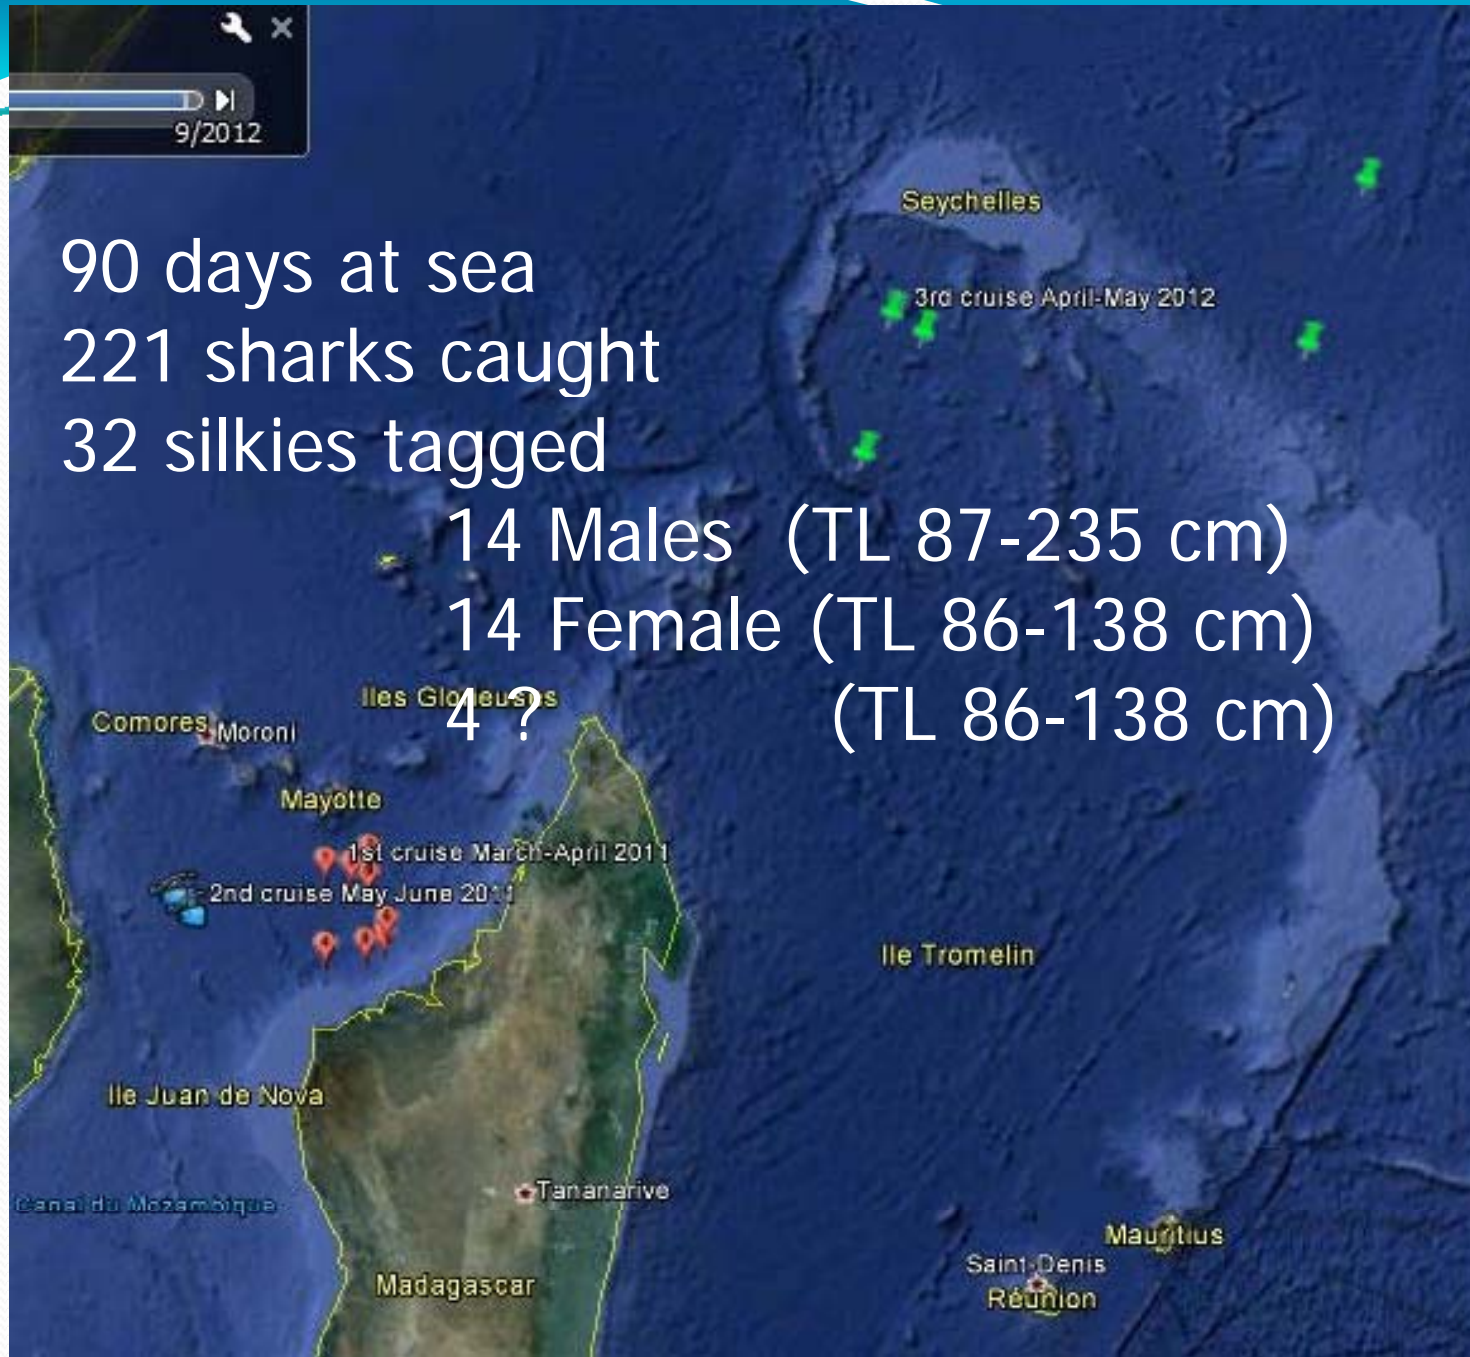 9/2012
Seychelles
90 days at sea
3rd cruise April-May 2012
221 sharks caught
32 silkies tagged
14 Males (TL 87-235 cm)
14 Female (TL 86-138 cm)
Iles Glorieuses
4 ? (TL 86-138 cm)
Comores
Moroni
Mayotte
1st cruise March-April 2011
2nd cruise May June 2011
Ile Tromelin
Ile Juan de Nova
Tananarive
Canal du Mozambique
Mauritius
Saint-Denis
Madagascar
Réunion